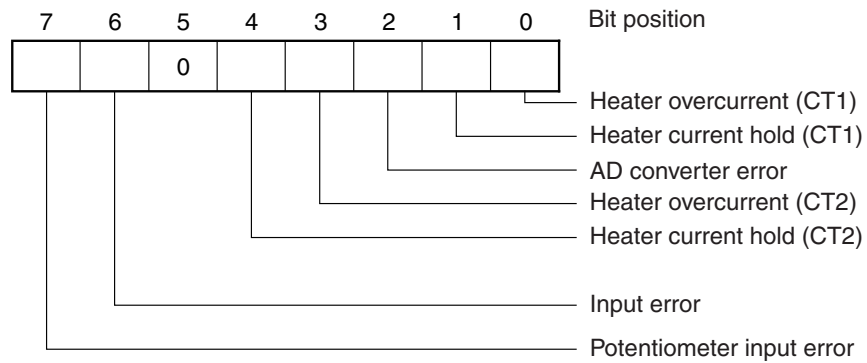 7 6 5 4 3 2 1 0 Bit position
0
Heater overcurrent (CT1)
Heater current hold (CT1)
AD converter error
Heater overcurrent (CT2)
Heater current hold (CT2)
Input error
Potentiometer input error